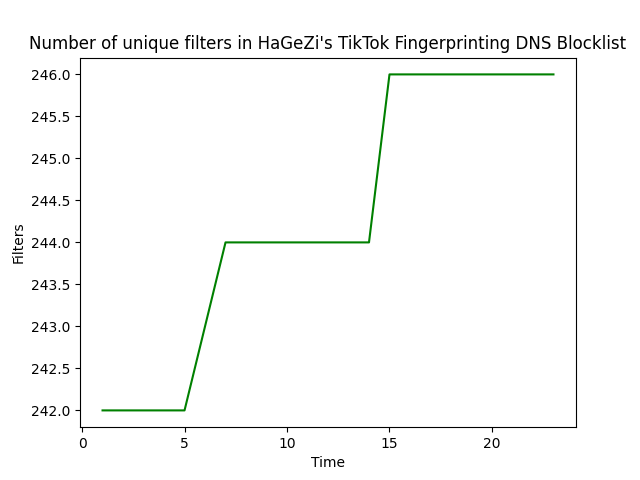 Number of unique filters in HaGeZi's TikTok Fingerprinting DNS Blocklist
246.0
245.5
245.0
244.5
244.0
243.5
243.0
242.5
242.0
Filters
0 5 10 15 20
Time